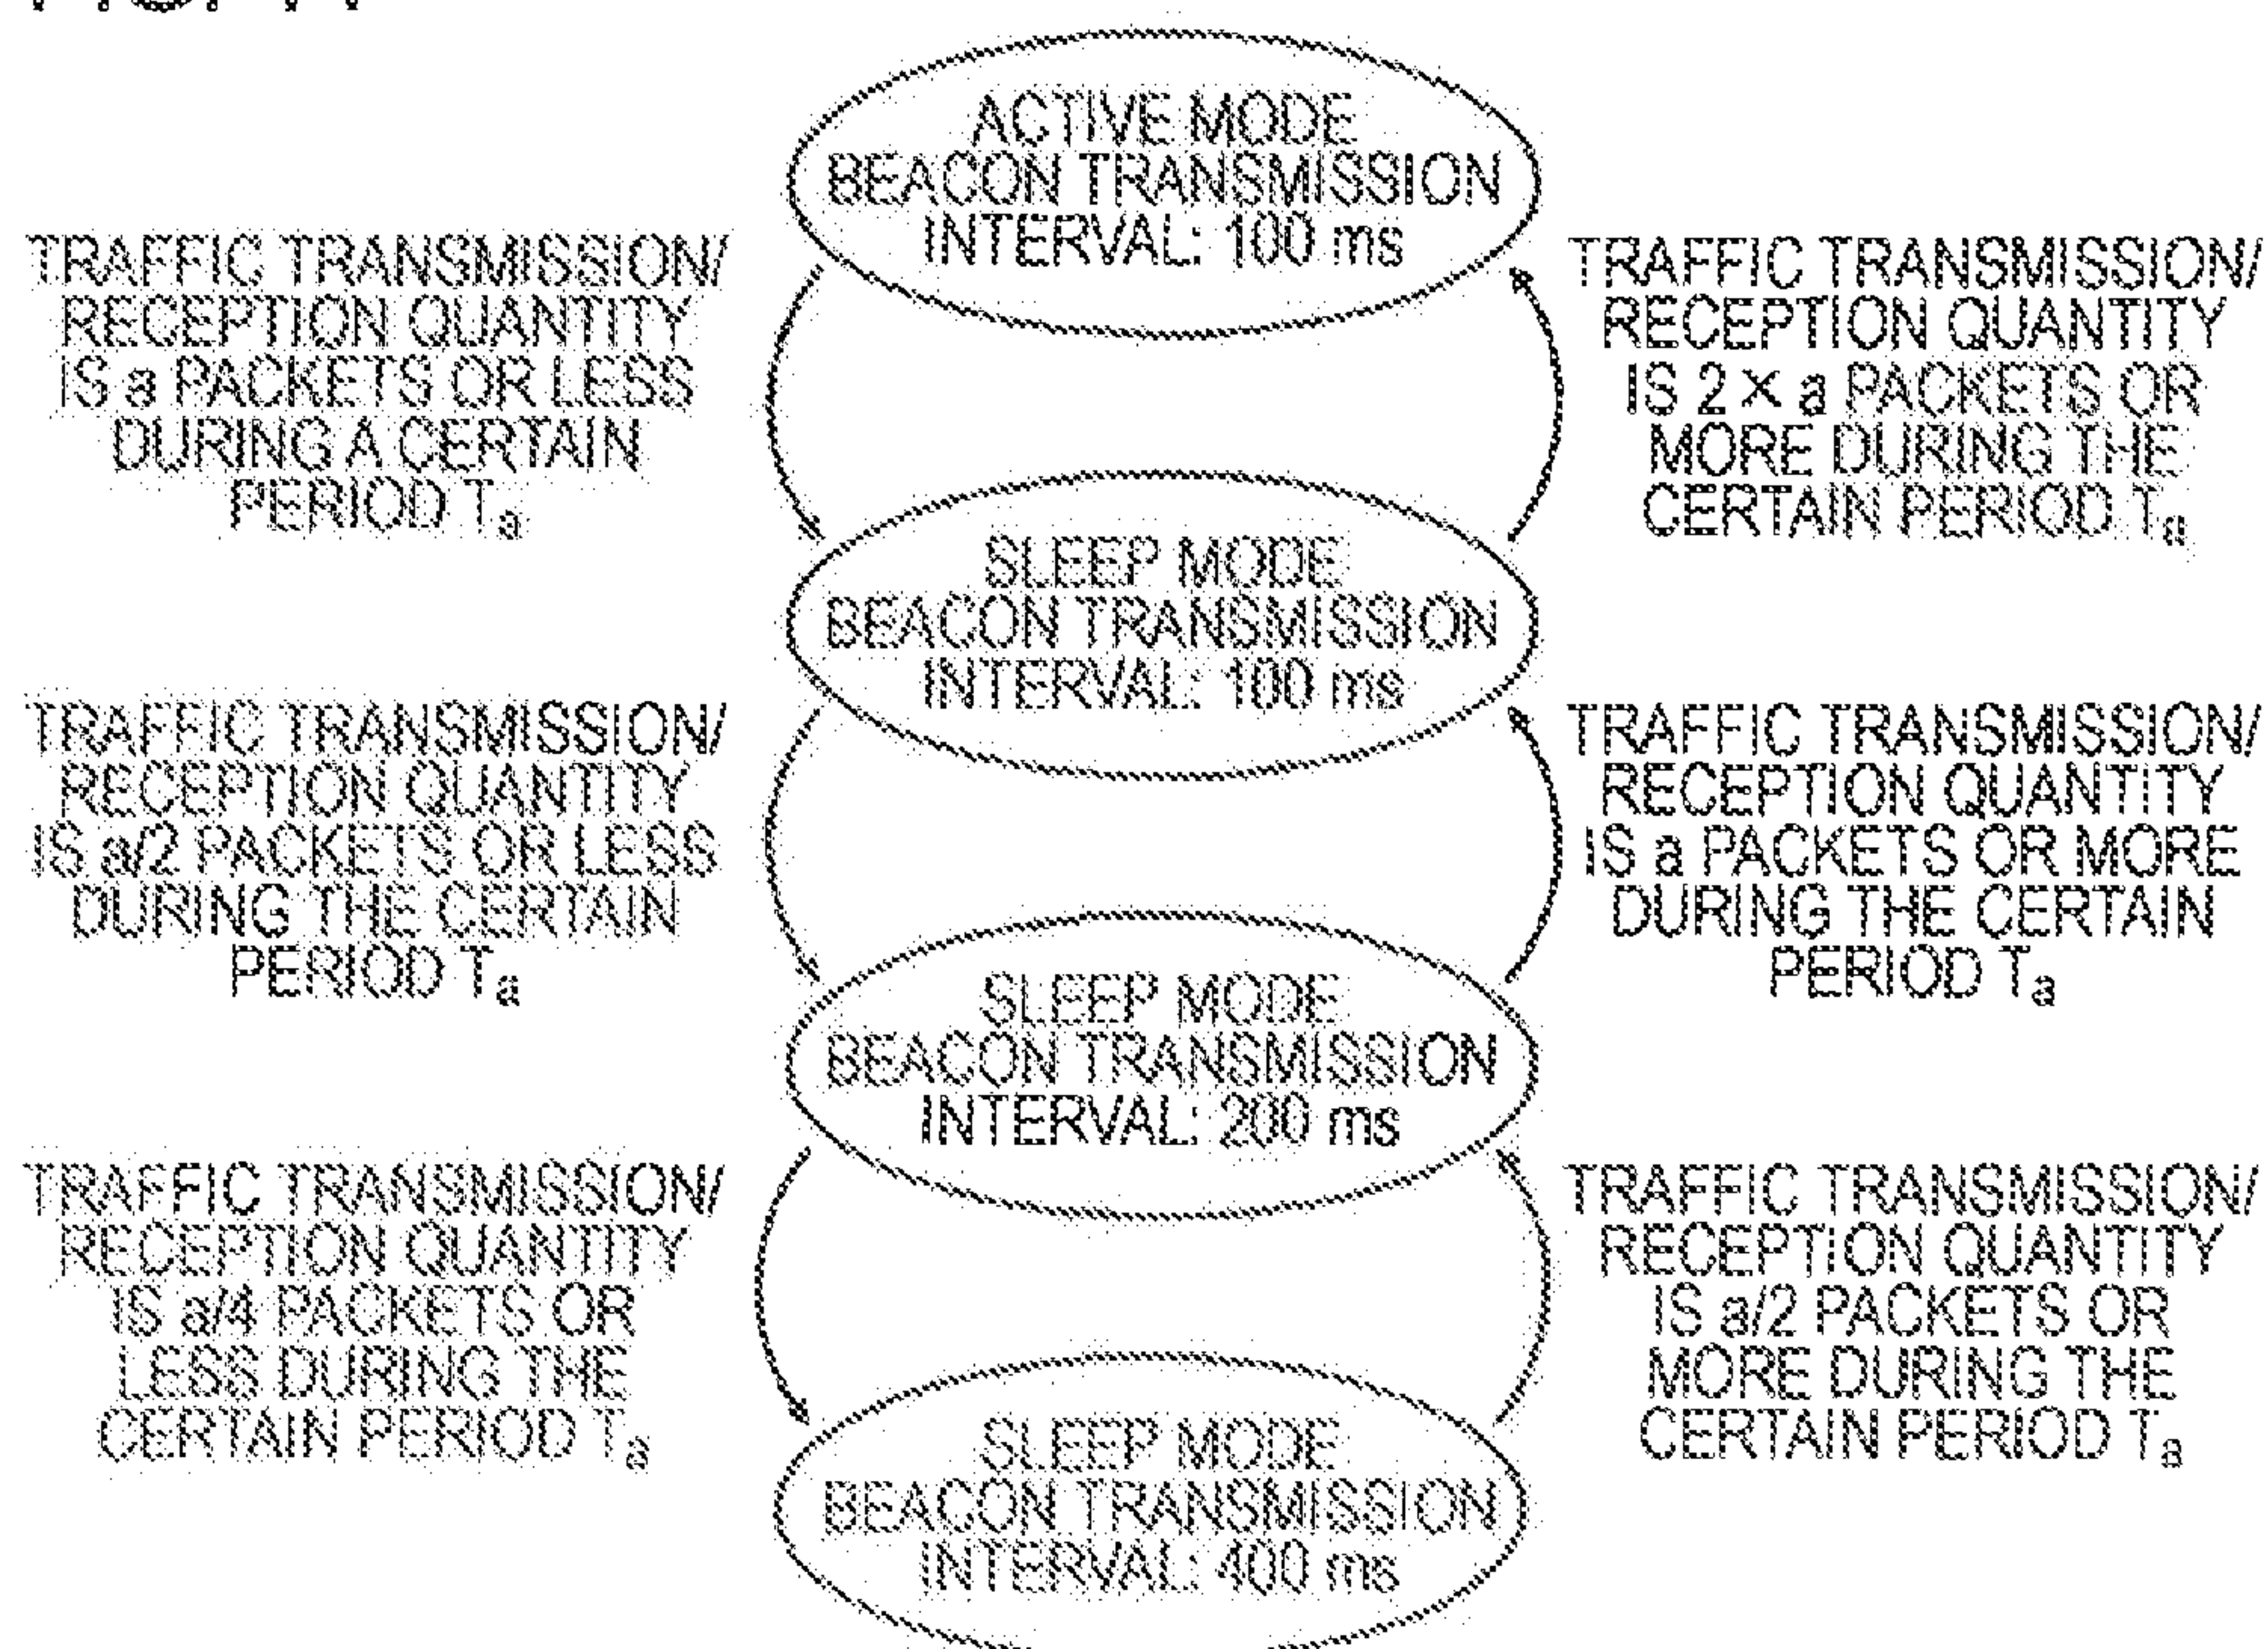 ACTIVE MODE
BEACON TRANSMISSION
INTERVAL: 100 ms
TRAFFIC TRANSMISSION/
RECEPTION QUANTITY
IS a PACKETS OR LESS
DURING A CERTAIN
PERIOD Ta
TRAFFIC TRANSMISSION/
RECEPTION QUANTITY
IS 2 × a PACKETS OR
MORE DURING THE
CERTAIN PERIOD Ta
SLEEP MODE
BEACON TRANSMISSION
INTERVAL: 100 ms
TRAFFIC TRANSMISSION/
RECEPTION QUANTITY
IS a/2 PACKETS OR LESS
DURING THE CERTAIN
PERIOD Ta
TRAFFIC TRANSMISSION/
RECEPTION QUANTITY
IS a PACKETS OR MORE
DURING THE CERTAIN
PERIOD Ta
SLEEP MODE
BEACON TRANSMISSION
INTERVAL: 200 ms
TRAFFIC TRANSMISSION/
RECEPTION QUANTITY
IS a/4 PACKETS OR
LESS DURING THE
CERTAIN PERIOD Ta
TRAFFIC TRANSMISSION/
RECEPTION QUANTITY
IS a/2 PACKETS OR
MORE DURING THE
CERTAIN PERIOD Ta
SLEEP MODE
BEACON TRANSMISSION
INTERVAL: 400 ms